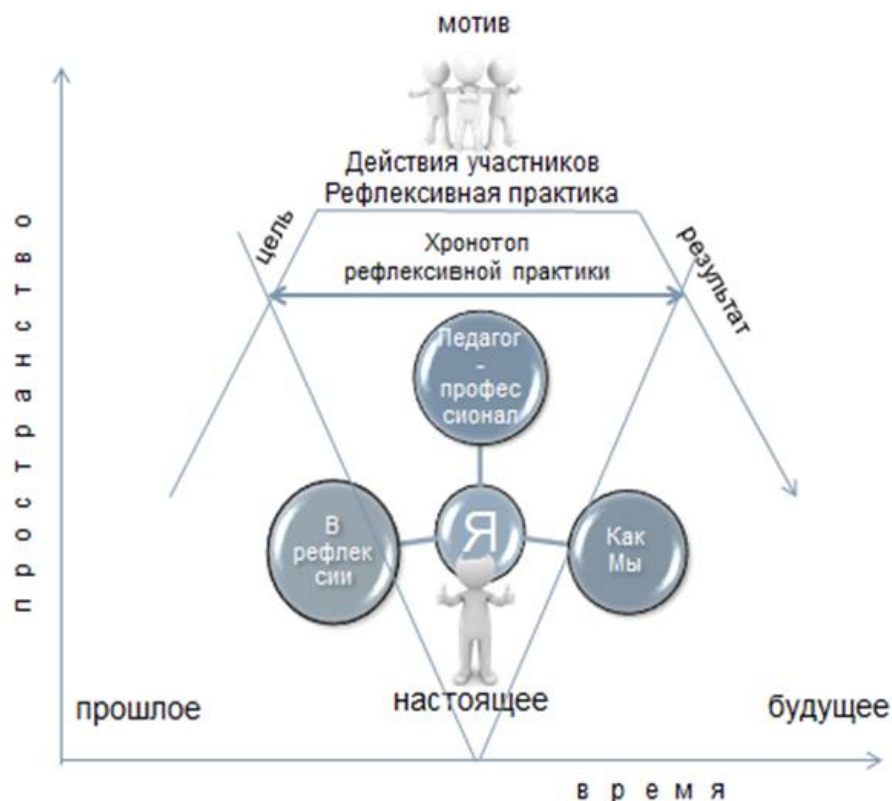 мотив
Действия участников
Рефлексивная практика
цель
Хронотоп
рефлексивной практики
результат
пространство
Педагог
-
профес
сионал
В
рефлек
сии
Я
Как
Мы
прошлое
настоящее
будущее
время